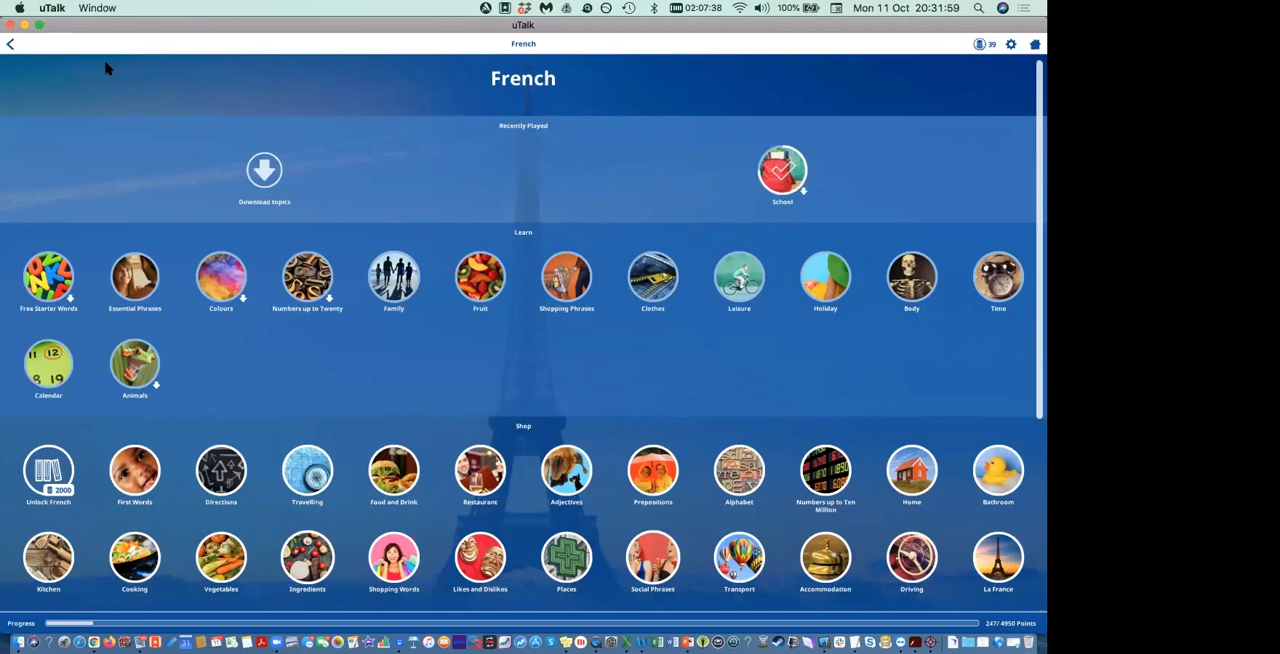 uTalk Window 02:07:38 100% Mon 11 Oct 20:31:59
uTalk
French 39
French
Recently Played
Download topics School
Learn
Free Starter Words Essential Phrases Colours Numbers up to Twenty Family Fruit Shopping Phrases Clothes Leisure Holiday Body Time
Calendar Animals
Shop
2000
Unlock French First Words Directions Travelling Food and Drink Restaurant Adjectives Prepositions Alphabet Numbers up to Ten Home Bathroom
Million
Kitchen Cooking Vegetables Ingredients Shopping Words Likes and Dislikes Places Social Phrases Transport Accommodation Driving La France
Progress 247/ 4950 Points